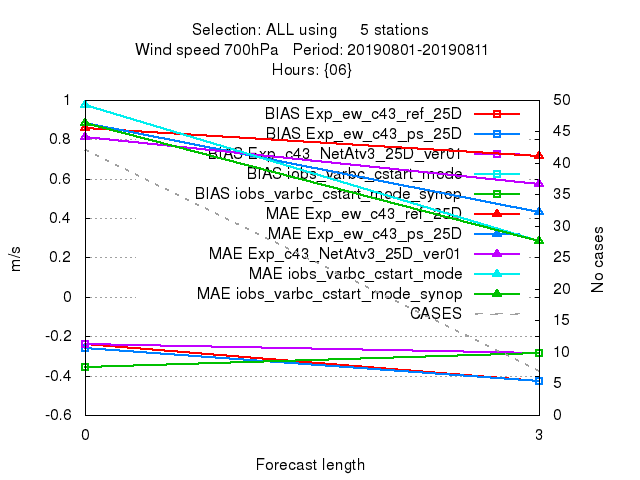 Selection: ALL using 5 stations
Wind speed 700hPa Period: 20190801-20190811
Hours: {06}
BIAS Exp_ew_c43_ref_25D
BIAS Exp_ew_c43_ps_25D
BIAS Exp_c43_NetAtv3_25D_ver01
BIAS iobs_varbc_cstart_mode
BIAS iobs_varbc_cstart_mode_synop
MAE Exp_ew_c43_ref_25D
MAE Exp_ew_c43_ps_25D
MAE Exp_c43_NetAtv3_25D_ver01
MAE iobs_varbc_cstart_mode
MAE iobs_varbc_cstart_mode_synop
CASES
1
0.8
0.6
0.4
0.2
0
-0.2
-0.4
-0.6
m/s
50
45
40
35
30
25
20
15
10
5
0
No cases
0 3
Forecast length